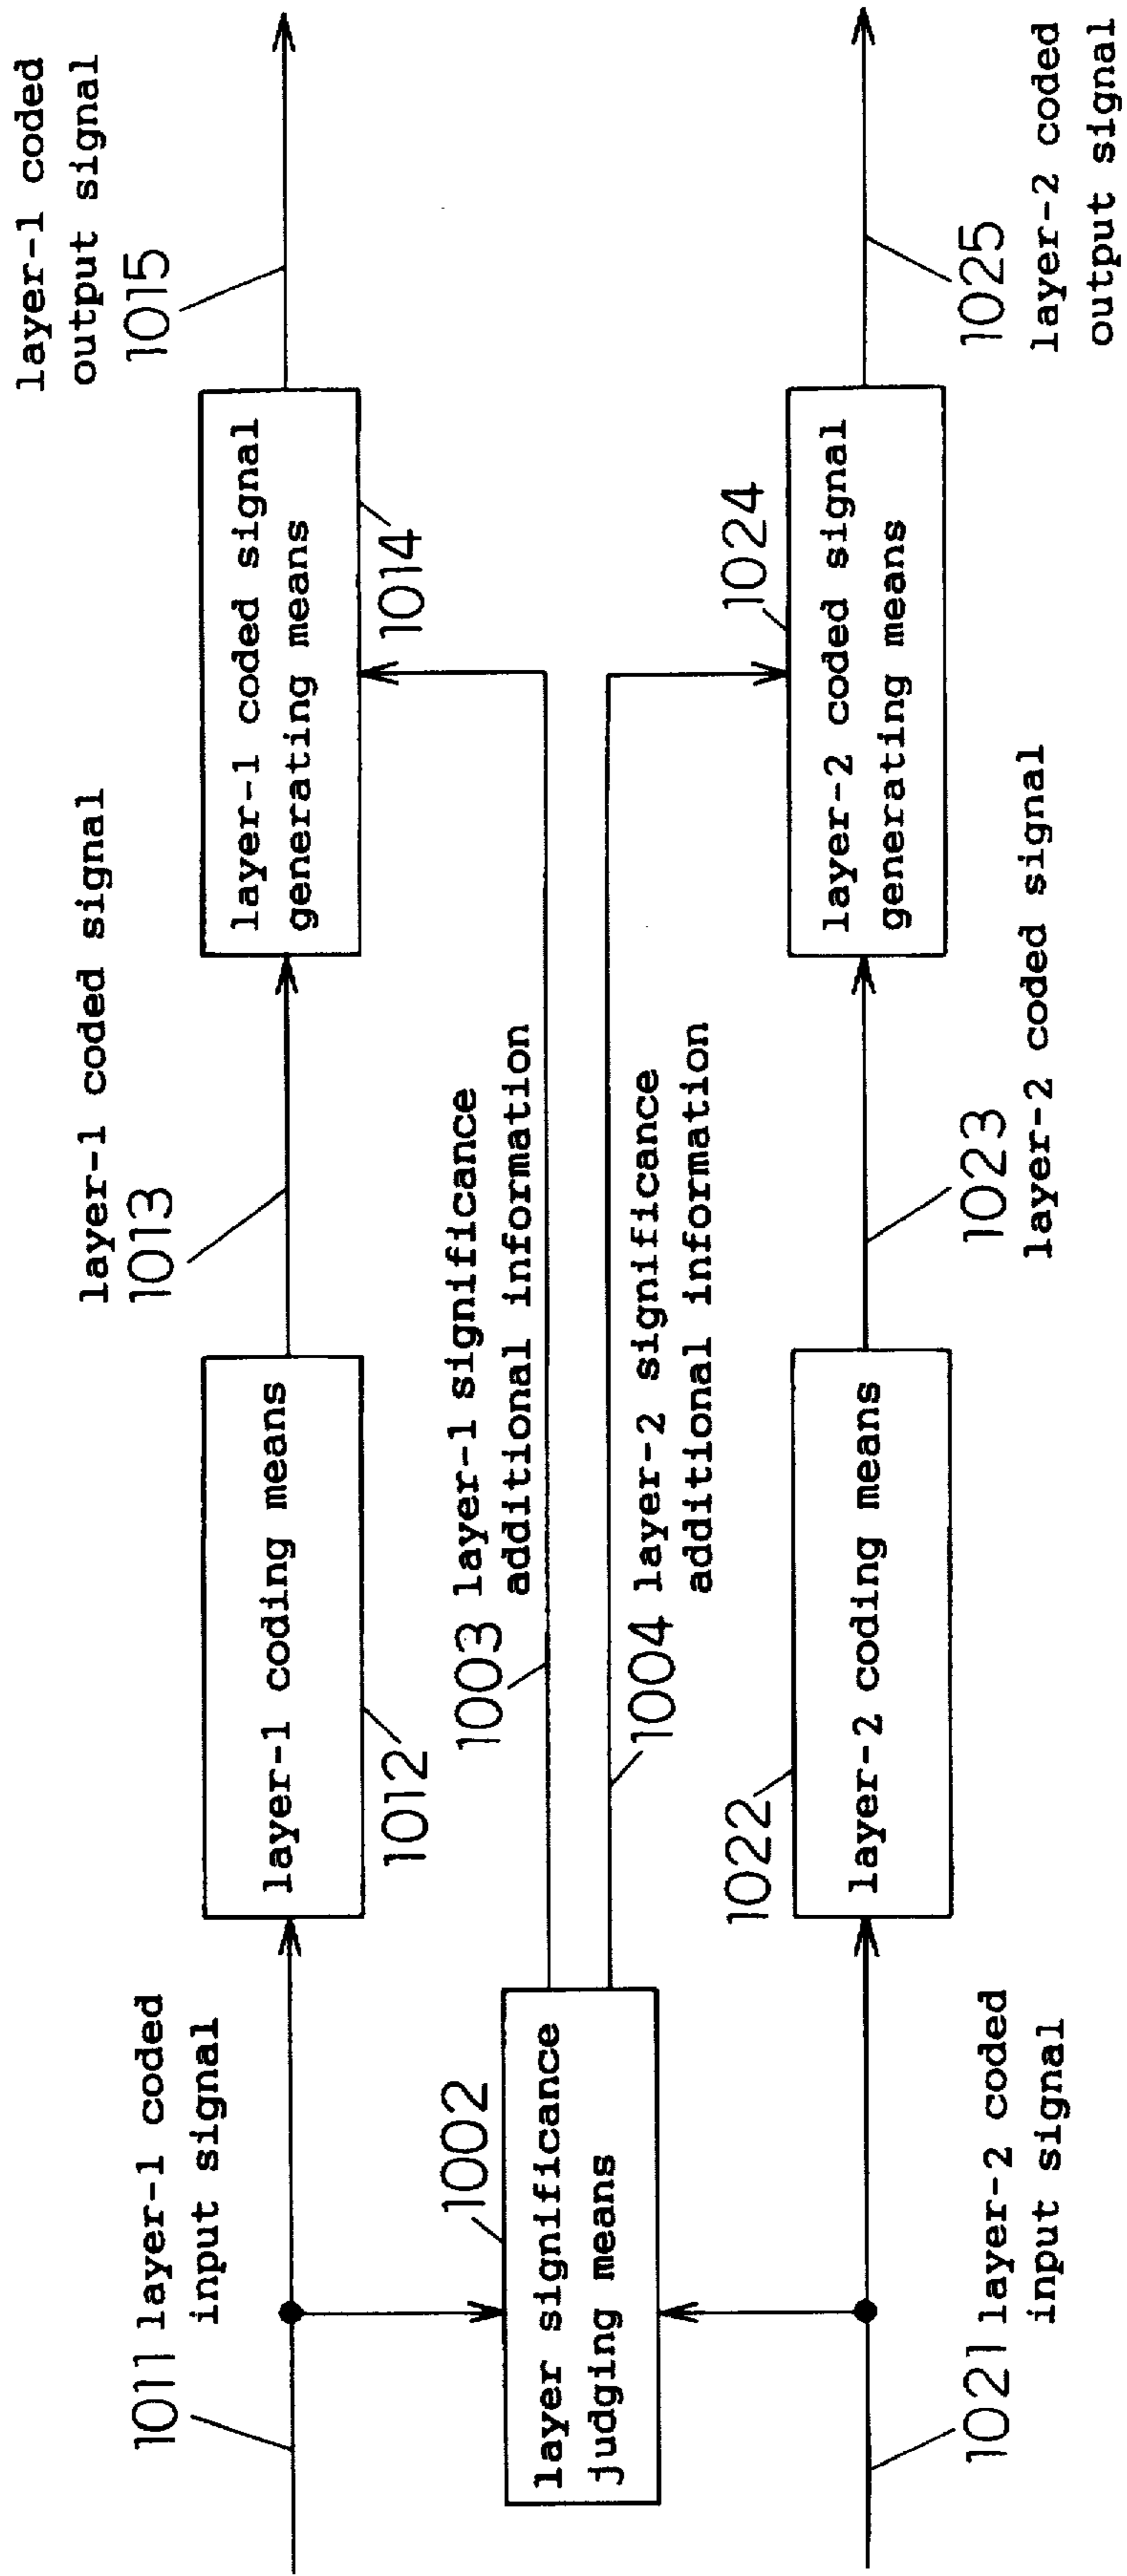 1011 layer-1 coded
input signal
layer-1 coding means
1012
layer-1 coded signal
1013
layer-1 coded signal
generating means
1014
layer-1 coded
output signal
1015
1002
layer significance
judging means
1003 layer-1 significance
additional information
1004 layer-2 significance
additional information
1021 layer-2 coded
input signal
1022
layer-2 coding means
1023
layer-2 coded signal
1024
layer-2 coded signal
generating means
1025
layer-2 coded
output signal